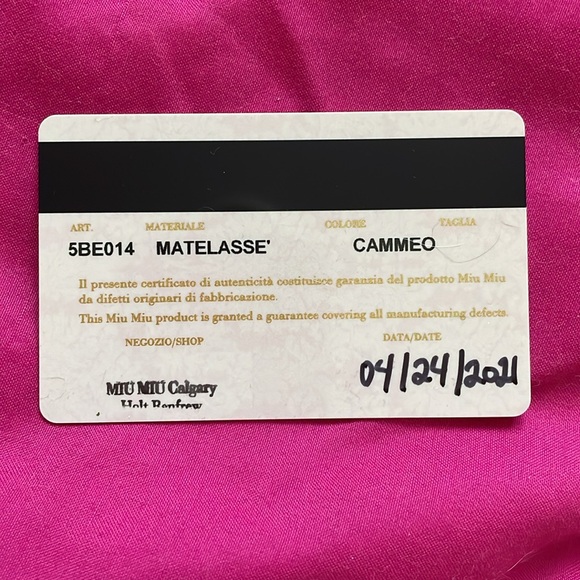 ART. MATERIALE COLORE TAGLIA
5BE014 MATELASSE' CAMMEO
Il presente certificato di autenticità costituisce garanzia del prodotto Miu Miu
da difetti originari di fabbricazione.
This Miu Miu product is granted a guarantee covering all manufacturing defects.
NEGOZIO/SHOP DATA/DATE
04/24/2021
MIU MIU Calgary
Holt Renfrew